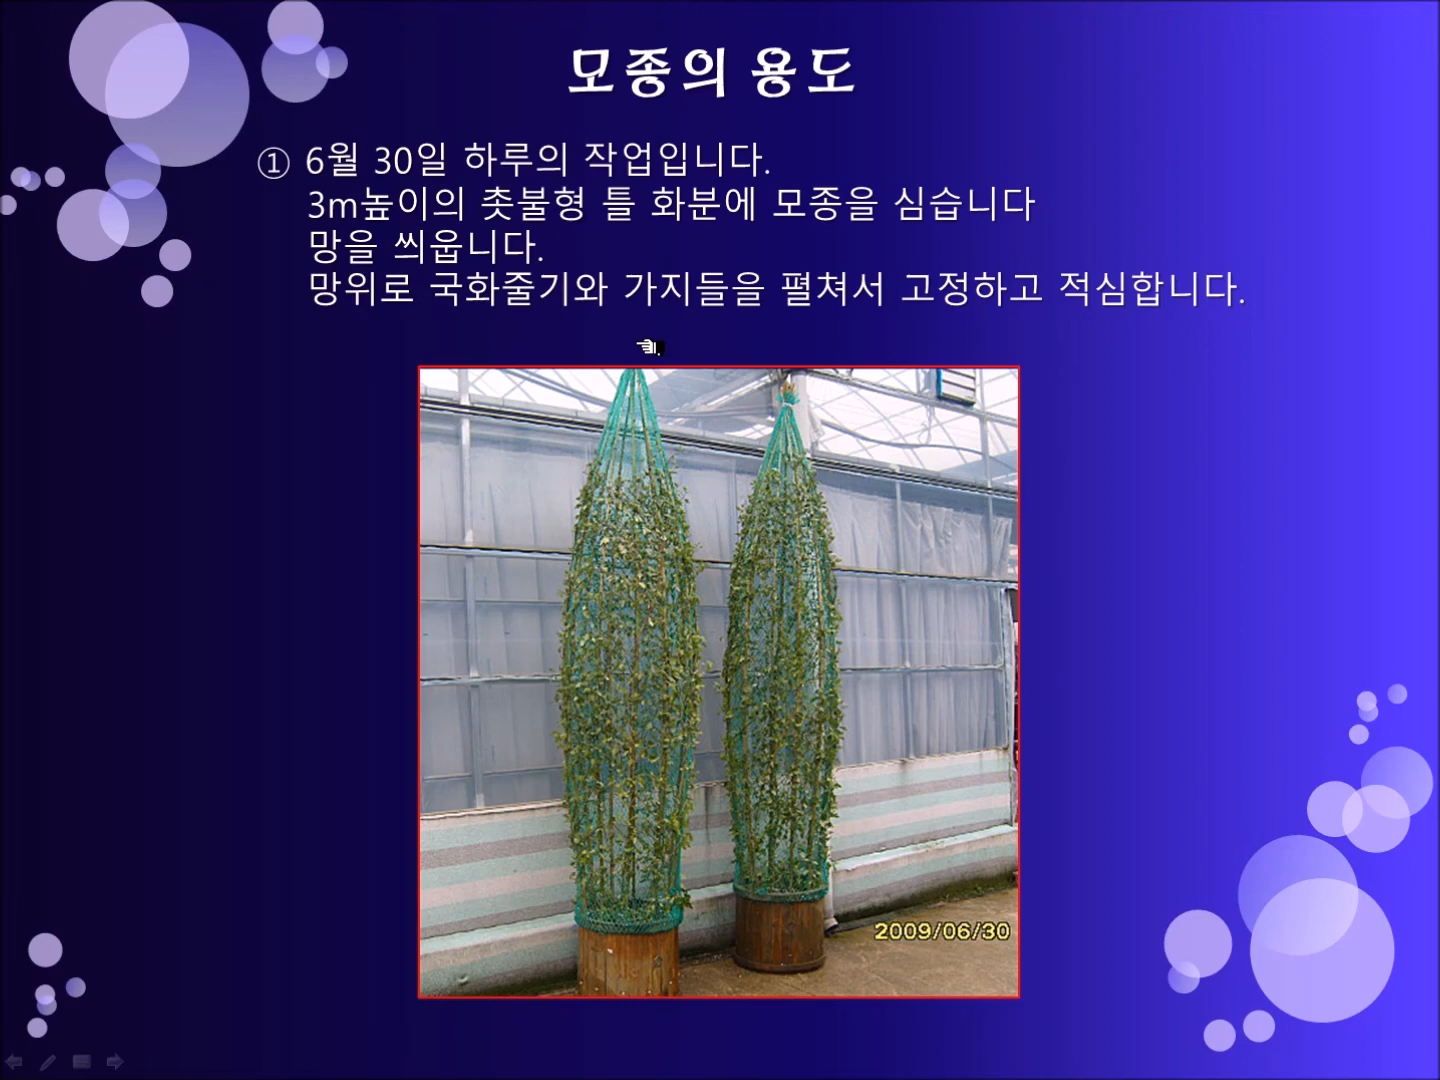 모종의 용도
① 6월 30일 하루의 작업입니다.
3m높이의 촛불형 틀 화분에 모종을 심습니다
망을 씌웁니다.
망위로 국화줄기와 가지들을 펼쳐서 고정하고 적심합니다.
2009/06/30